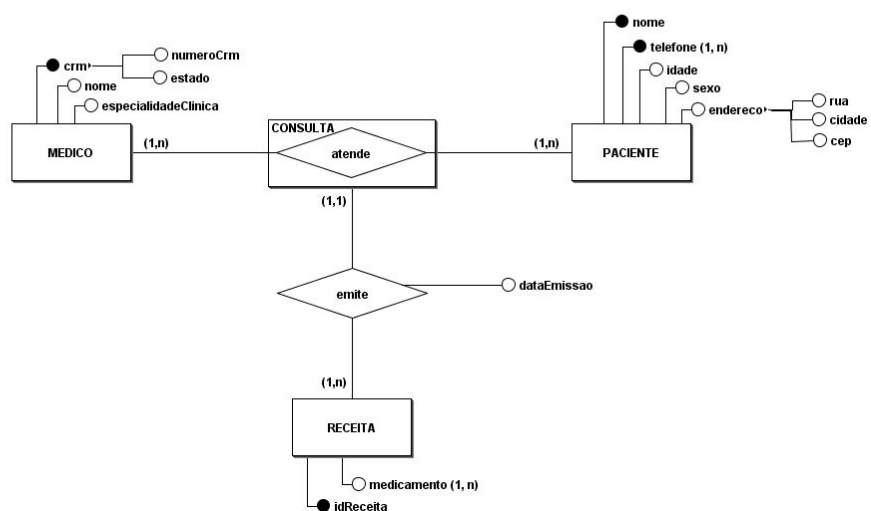 nome
telefone (1, n)
idade
sexo
endereco
rua
cidade
cep
crm
numeroCrm
estado
nome
especialidadeClinica
MEDICO
(1,n)
CONSULTA
atende
(1,n)
PACIENTE
(1,1)
emite
dataEmissao
(1,n)
RECEITA
medicamento (1, n)
idReceita